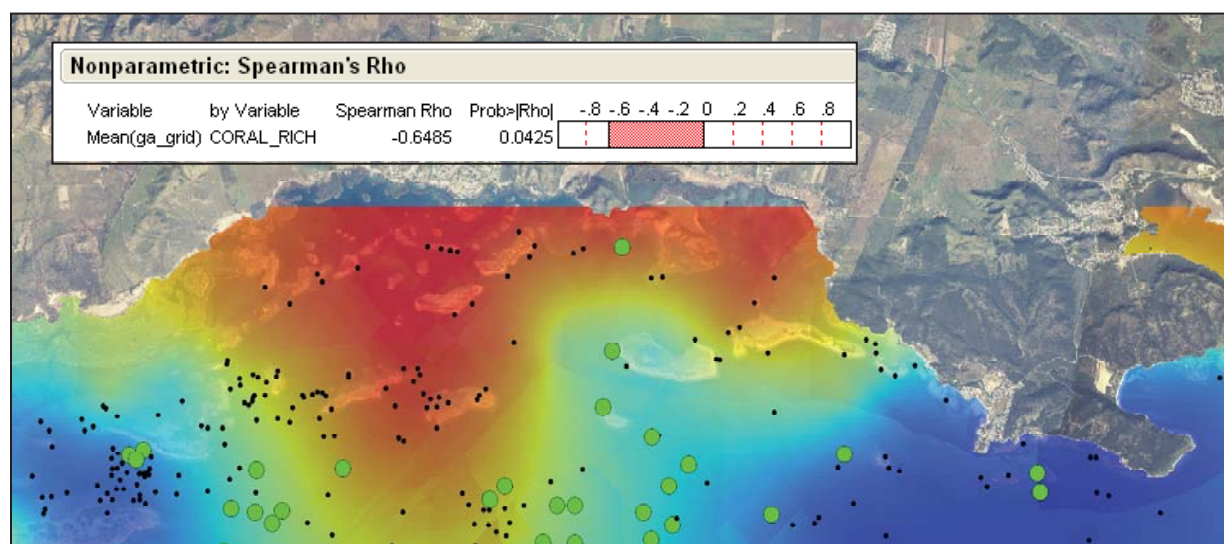 Nonparametric: Spearman's Rho
Variable by Variable Spearman Rho Prob>|Rho| -.8 -.6 -.4 -.2 0 .2 .4 .6 .8
Mean(ga_grid) CORAL_RICH -0.6485 0.0425